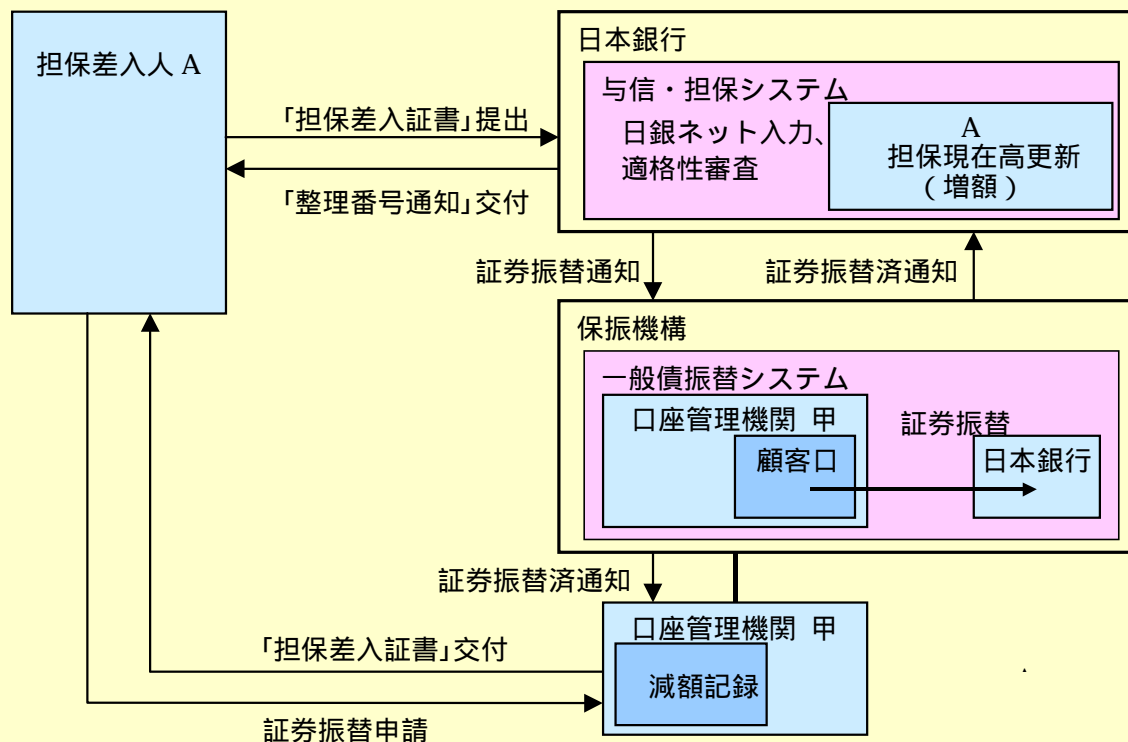 担保差入人 A
日本銀行
与信・担保システム
日銀ネット入力、
適格性審査
A
担保現在高更新
(増額)
「担保差入証書」提出
「整理番号通知」交付
証券振替通知
証券振替済通知
保振機構
一般債振替システム
口座管理機関 甲
証券振替
顧客口
日本銀行
証券振替済通知
口座管理機関 甲
「担保差入証書」交付
減額記録
証券振替申請